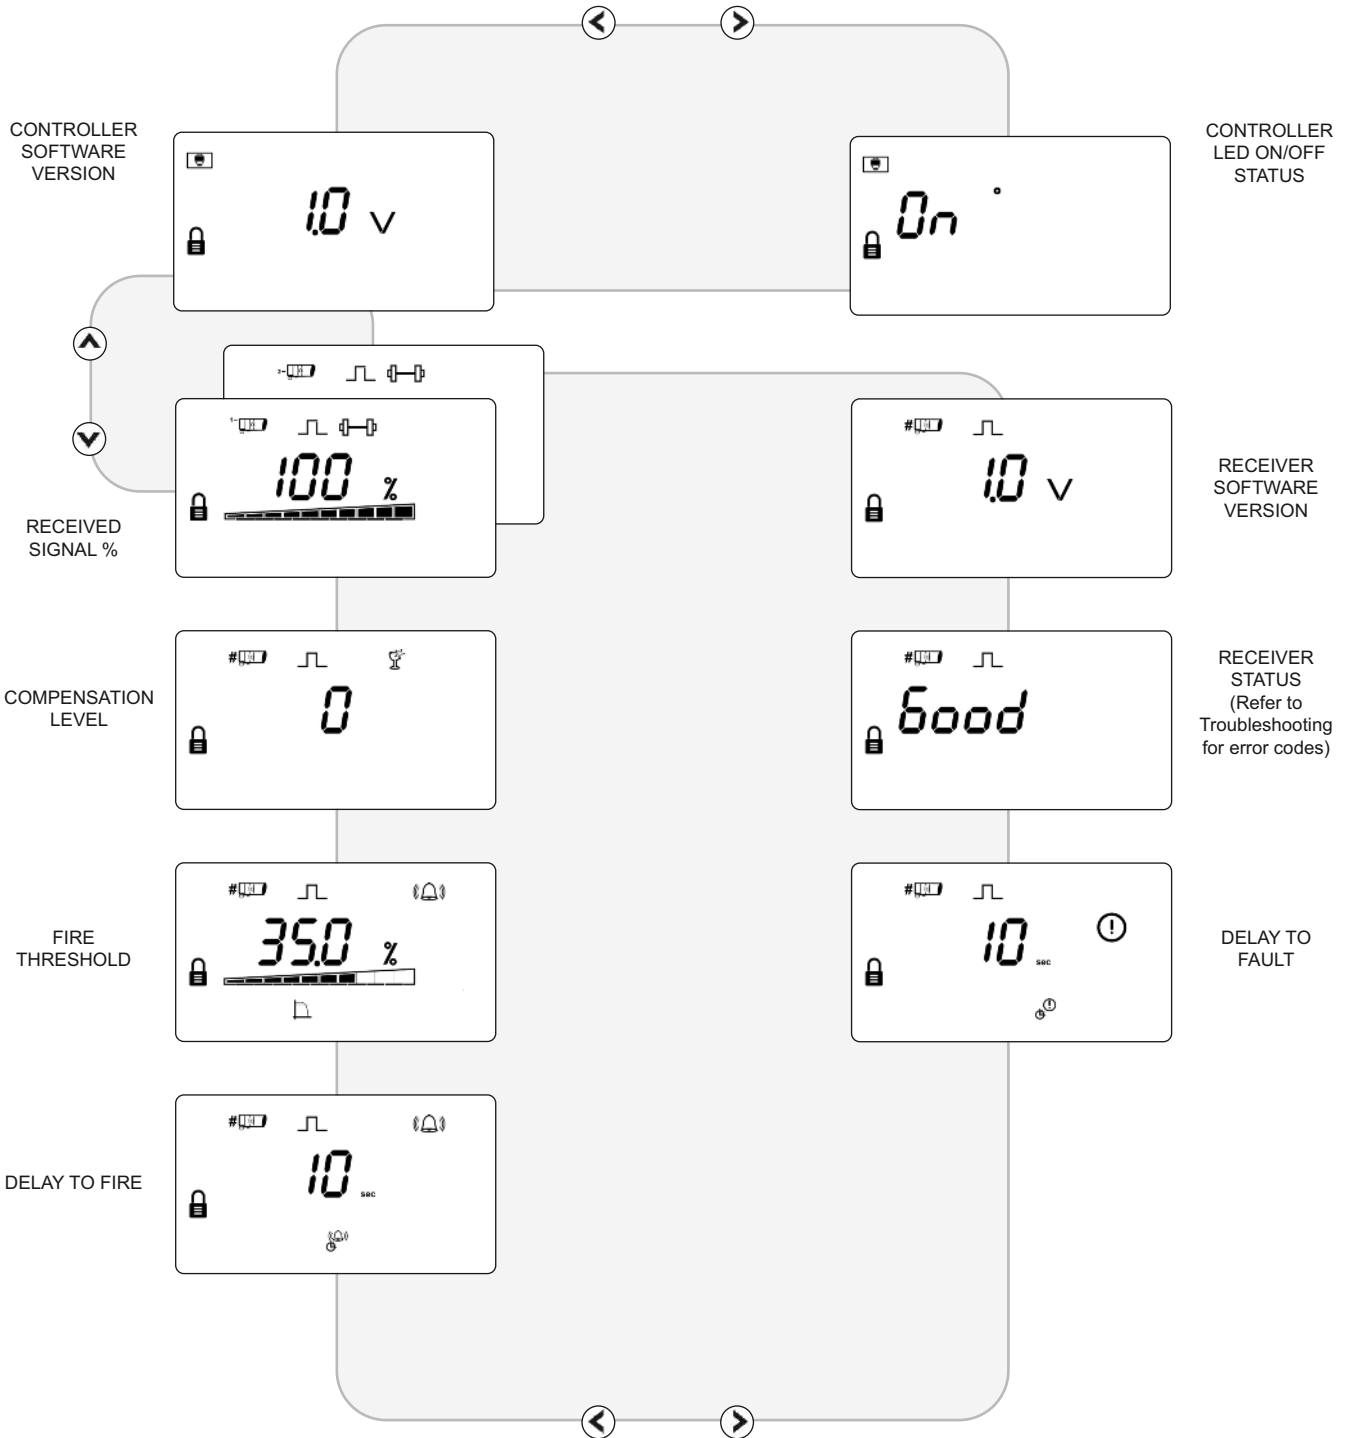 CONTROLLER
SOFTWARE
VERSION
1.0 V
CONTROLLER
LED ON/OFF
STATUS
On °
2-
1-
100 %
RECEIVED
SIGNAL %
#
1.0 V
RECEIVER
SOFTWARE
VERSION
COMPENSATION
LEVEL
#
0
#
Good
RECEIVER
STATUS
(Refer to
Troubleshooting
for error codes)
FIRE
THRESHOLD
#
35.0 %
#
10 sec
DELAY TO
FAULT
DELAY TO FIRE
#
10 sec